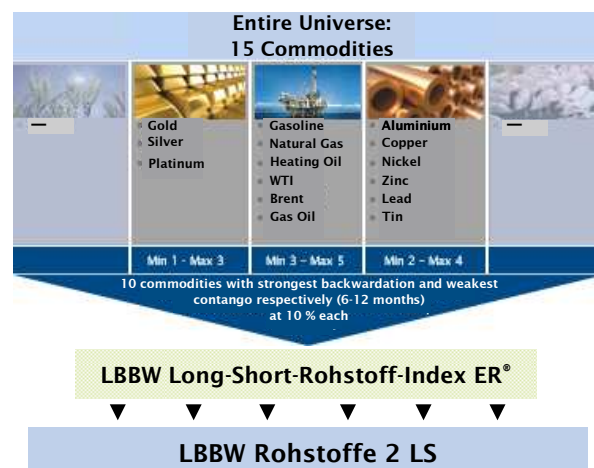 Entire Universe:
15 Commodities
—
Gold
Silver
Platinum
Gasoline
Natural Gas
Heating Oil
WTI
Brent
Gas Oil
Aluminium
Copper
Nickel
Zinc
Lead
Tin
—
Min 1 - Max 3
Min 3 – Max 5
Min 2 – Max 4
10 commodities with strongest backwardation and weakest
contango respectively (6-12 months)
at 10 % each
LBBW Long-Short-Rohstoff-Index ER®
LBBW Rohstoffe 2 LS